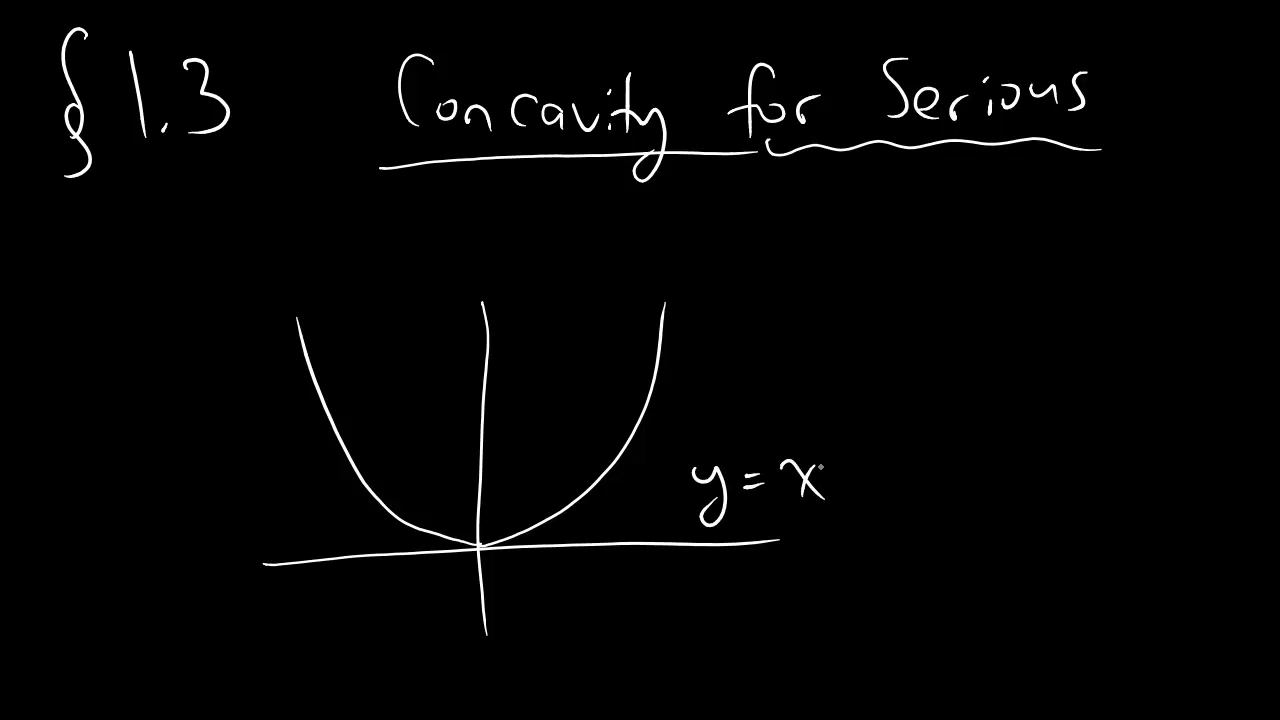 § 1.3 Concavity for Serious
y = x